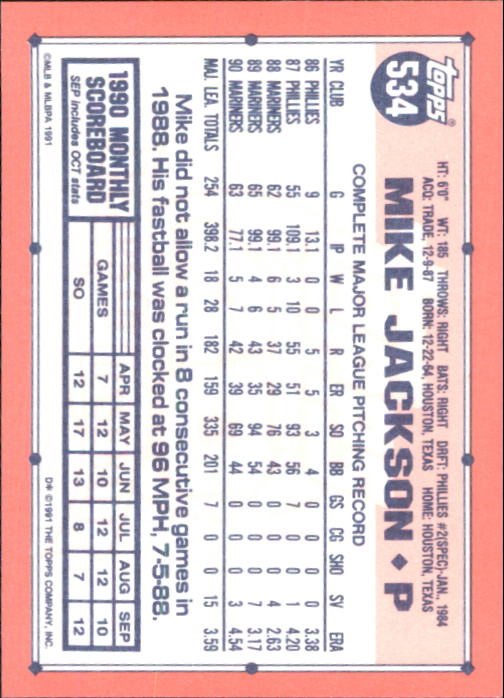 TOPPS®
534
HT: 6'0" WT: 185 THROWS: RIGHT BATS: RIGHT DRFT: PHILLIES #2(SPEC)-JAN., 1984
ACQ: TRADE, 12-9-87 BORN: 12-22-64, HOUSTON, TEXAS HOME: HOUSTON, TEXAS
MIKE JACKSON ♦ P
COMPLETE MAJOR LEAGUE PITCHING RECORD
YR CLUB G IP W L R ER SO BB GS CG SHO SV ERA
86 PHILLIES 9 13.1 0 0 5 5 3 4 0 0 0 0 3.38
87 PHILLIES 55 109.1 3 10 55 51 93 56 7 0 0 1 4.20
88 MARINERS 62 99.1 6 5 37 29 76 43 0 0 0 4 2.63
89 MARINERS 65 99.1 4 6 43 35 94 54 0 0 0 7 3.17
90 MARINERS 63 77.1 5 7 42 39 69 44 0 0 0 3 4.54
MAJ. LEA. TOTALS 254 398.2 18 28 182 159 335 201 7 0 0 15 3.59
Mike did not allow a run in 8 consecutive games in
1988. His fastball was clocked at 96 MPH, 7-5-88.
1990 MONTHLY
SCOREBOARD
SEP includes OCT stats
APR MAY JUN JUL AUG SEP
GAMES 7 12 10 12 12 10
SO 12 17 13 8 7 12
©MLB & MLBPA 1991
D* ©1991 THE TOPPS COMPANY, INC.